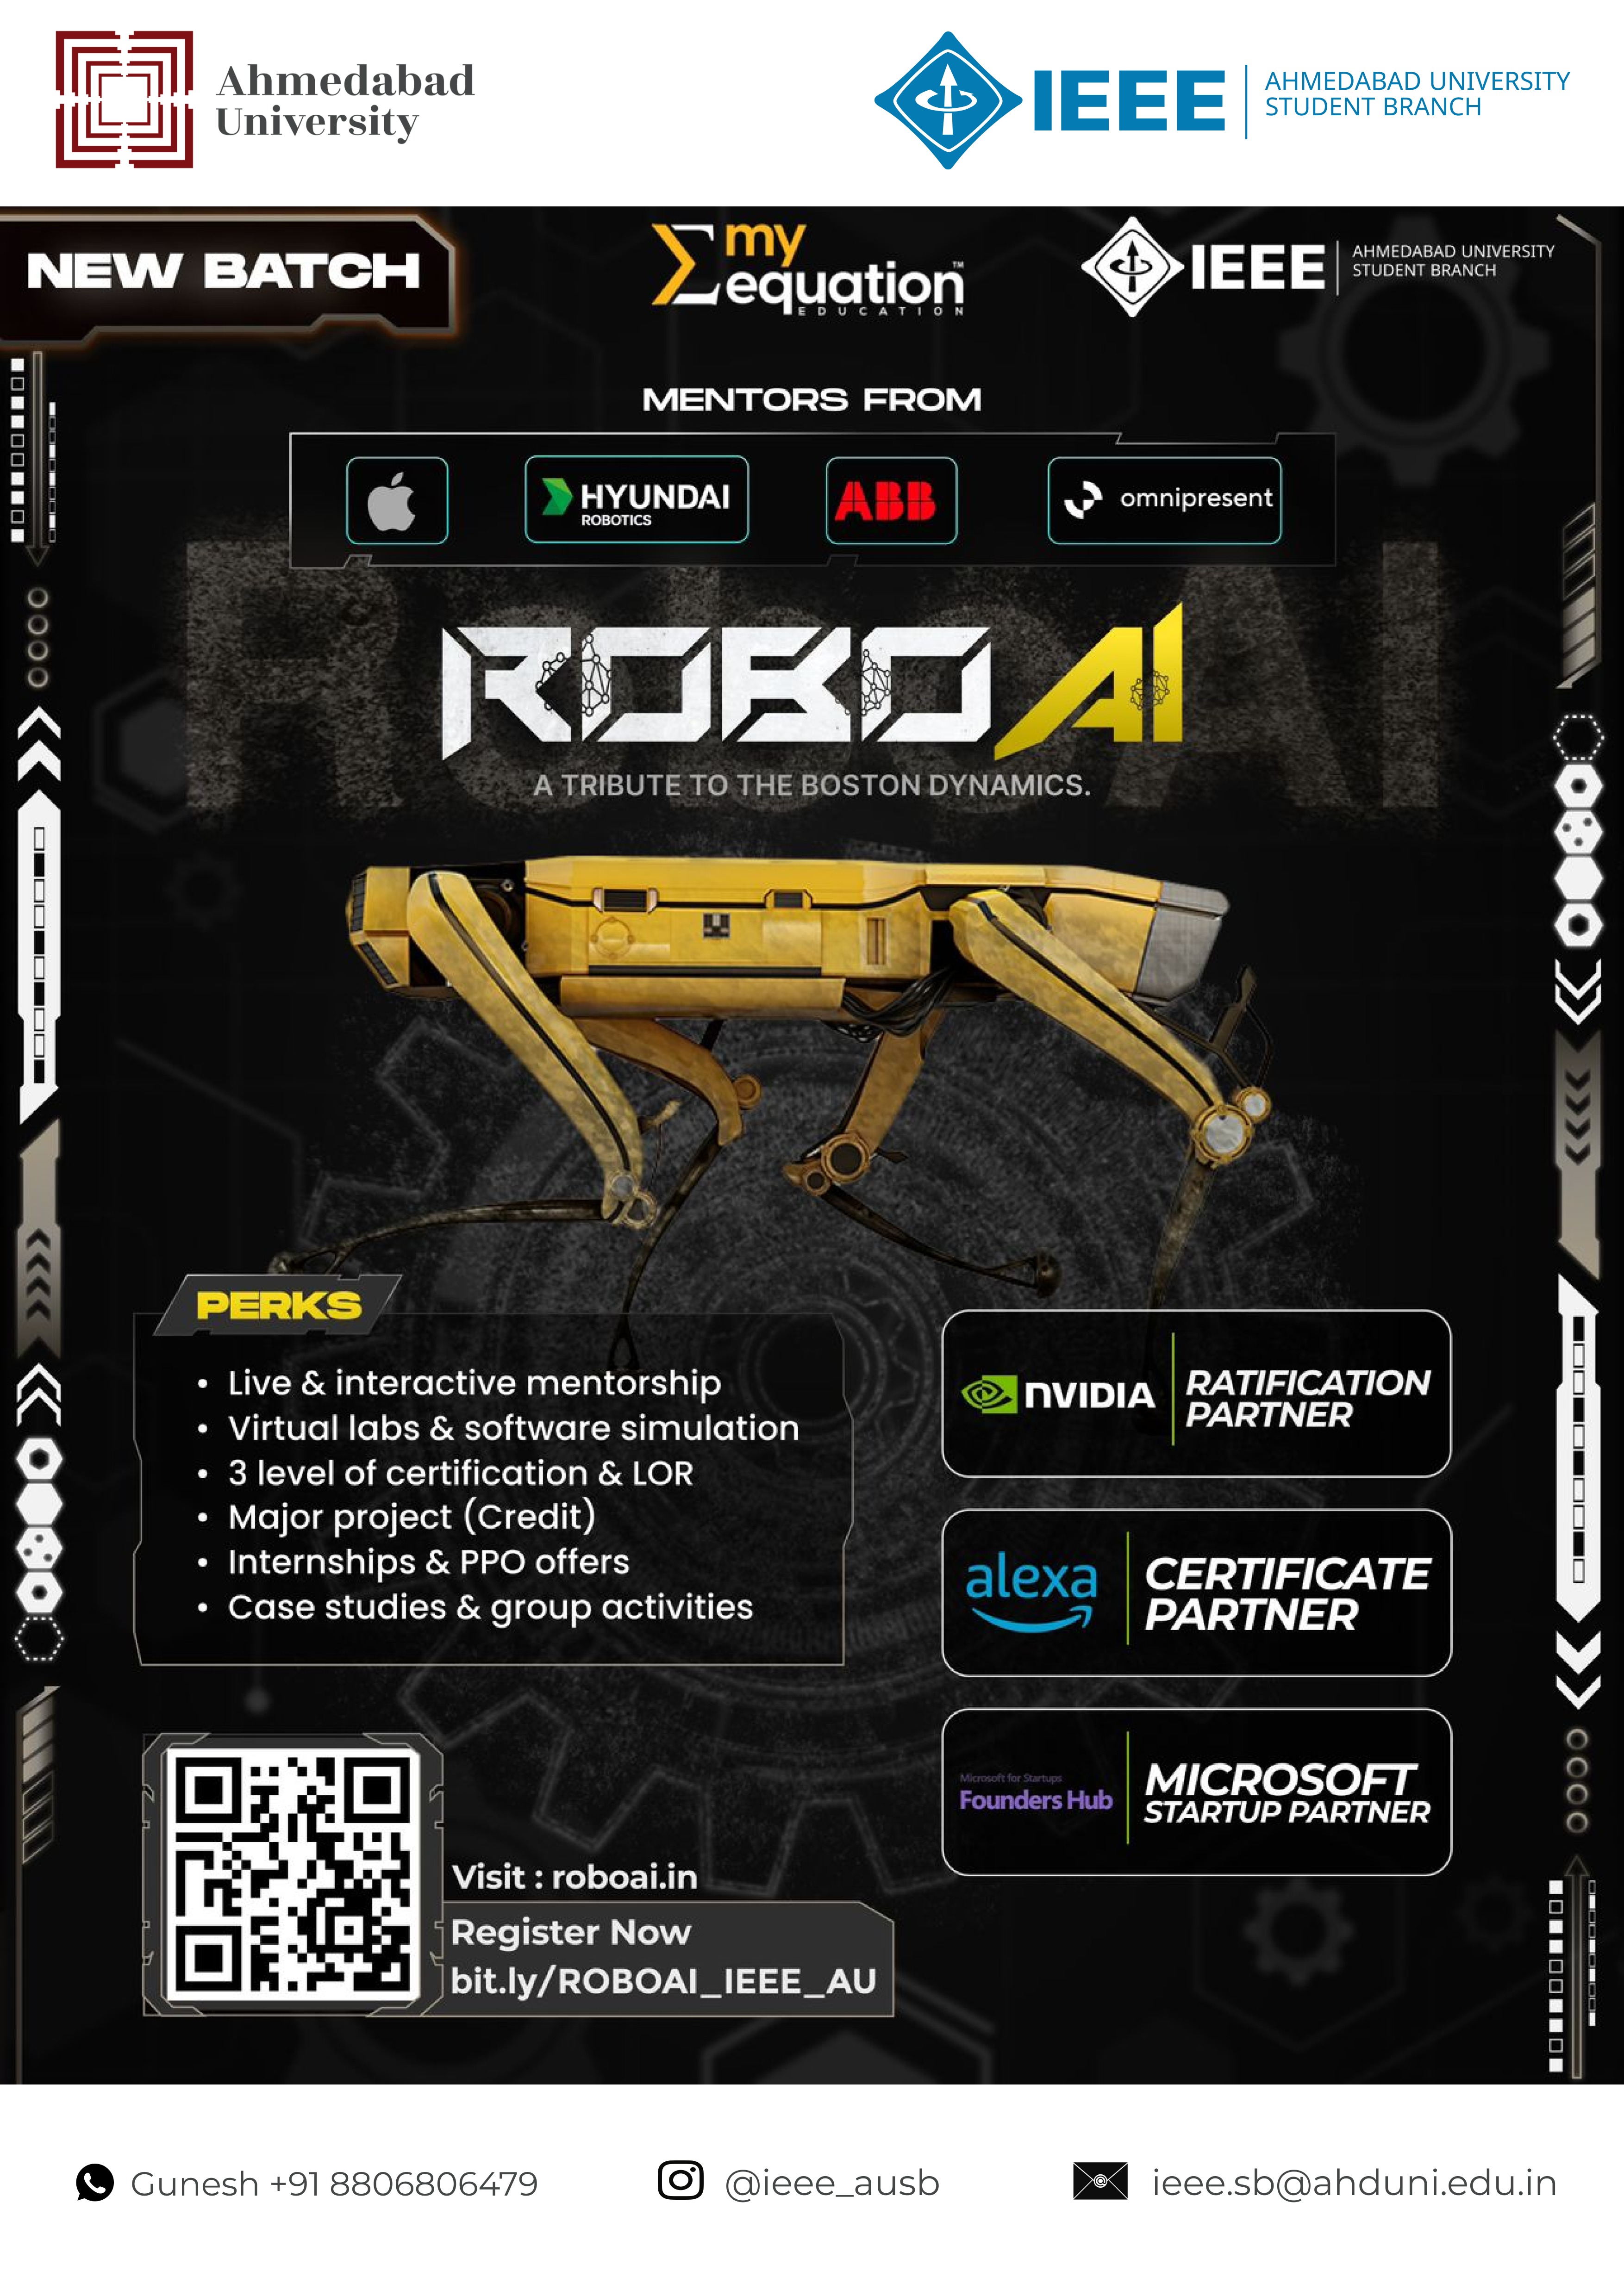 Ahmedabad
University
IEEE
AHMEDABAD UNIVERSITY
STUDENT BRANCH
NEW BATCH
my
equation™
EDUCATION
IEEE
AHMEDABAD UNIVERSITY
STUDENT BRANCH
MENTORS FROM
HYUNDAI
ROBOTICS
ABB
omnipresent
RoboAI
ROBO AI
A TRIBUTE TO THE BOSTON DYNAMICS.
PERKS
• Live & interactive mentorship
• Virtual labs & software simulation
• 3 level of certification & LOR
• Major project (Credit)
• Internships & PPO offers
• Case studies & group activities
NVIDIA
RATIFICATION
PARTNER
alexa
CERTIFICATE
PARTNER
Microsoft for Startups
Founders Hub
MICROSOFT
STARTUP PARTNER
Visit : roboai.in
Register Now
bit.ly/ROBOAI_IEEE_AU
Gunesh +91 8806806479
@ieee_ausb
ieee.sb@ahduni.edu.in